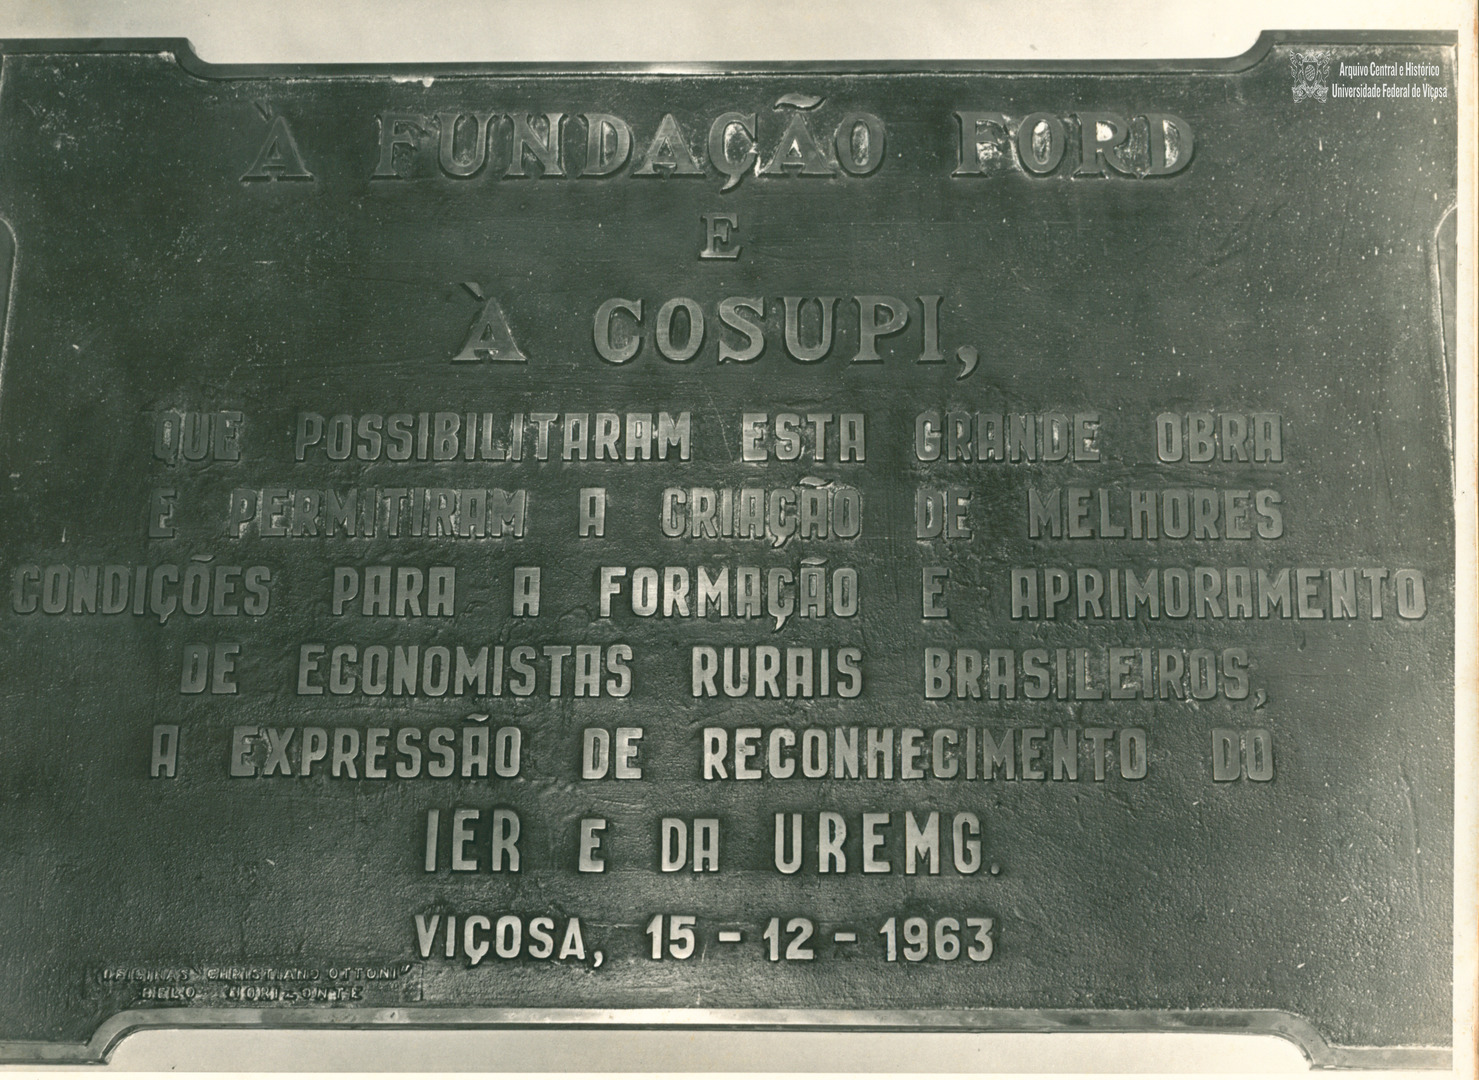 Arquivo Central e Histórico
Universidade Federal de Viçosa
À FUNDAÇÃO FORD
E
À COSUPI,
QUE POSSIBILITARAM ESTA GRANDE OBRA
E PERMITIRAM A CRIAÇÃO DE MELHORES
CONDIÇÕES PARA A FORMAÇÃO E APRIMORAMENTO
DE ECONOMISTAS RURAIS BRASILEIROS,
A EXPRESSÃO DE RECONHECIMENTO DO
IER E DA UREMG.
VIÇOSA, 15 - 12 - 1963
OFICINAS "CHRISTIANO OTTONI"
BELO HORIZONTE